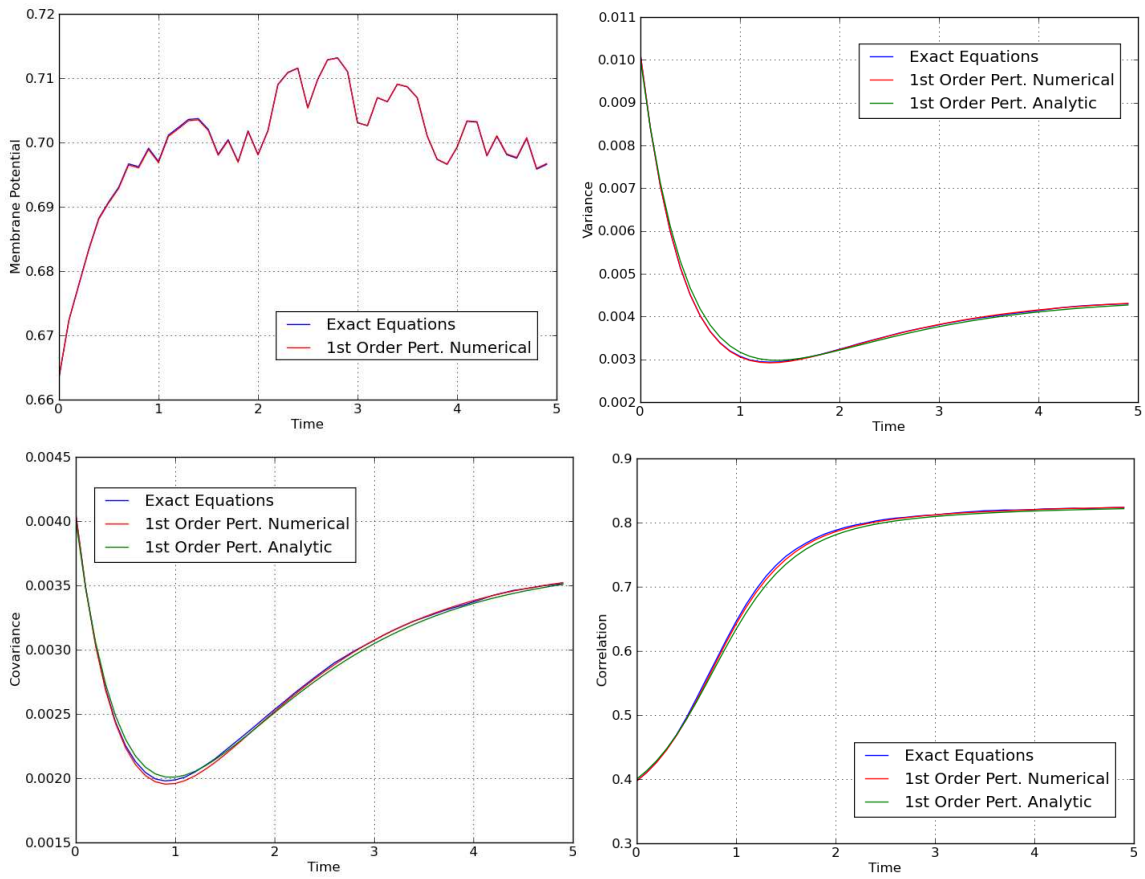 0.72
0.71
0.70
0.69
0.68
0.67
0.66
Membrane Potential
0
1
2
3
4
5
Time
Exact Equations
1st Order Pert. Numerical
0.010
0.009
0.008
0.007
0.006
0.005
0.004
0.003
0.002
Variance
0
1
2
3
4
5
Time
Exact Equations
1st Order Pert. Numerical
1st Order Pert. Analytic
0.0045
0.0040
0.0035
0.0030
0.0025
0.0020
0.0015
Covariance
0
1
2
3
4
5
Time
Exact Equations
1st Order Pert. Numerical
1st Order Pert. Analytic
0.9
0.8
0.7
0.6
0.5
0.4
0.3
Correlation
0
1
2
3
4
5
Time
Exact Equations
1st Order Pert. Numerical
1st Order Pert. Analytic